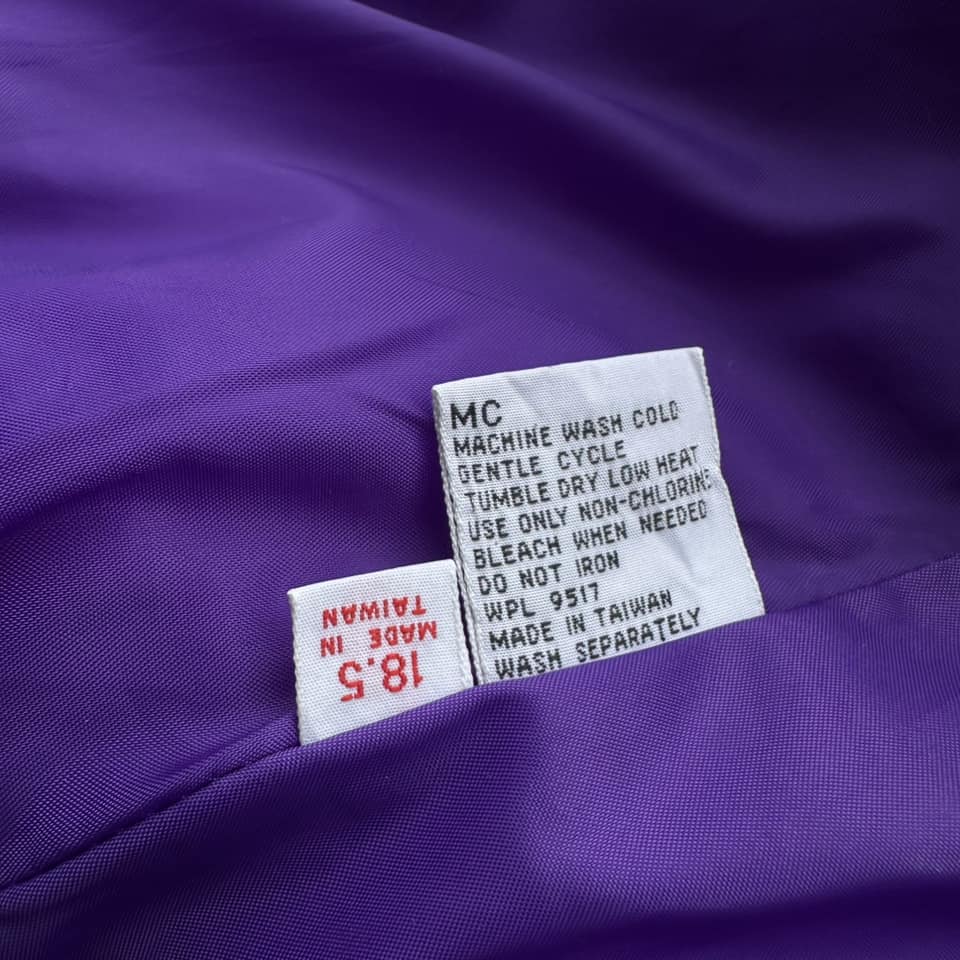 MC
MACHINE WASH COLD
GENTLE CYCLE
TUMBLE DRY LOW HEAT
USE ONLY NON-CHLORINE
BLEACH WHEN NEEDED
DO NOT IRON
WPL 9517
MADE IN TAIWAN
WASH SEPARATELY
18.5
MADE IN
TAIWAN